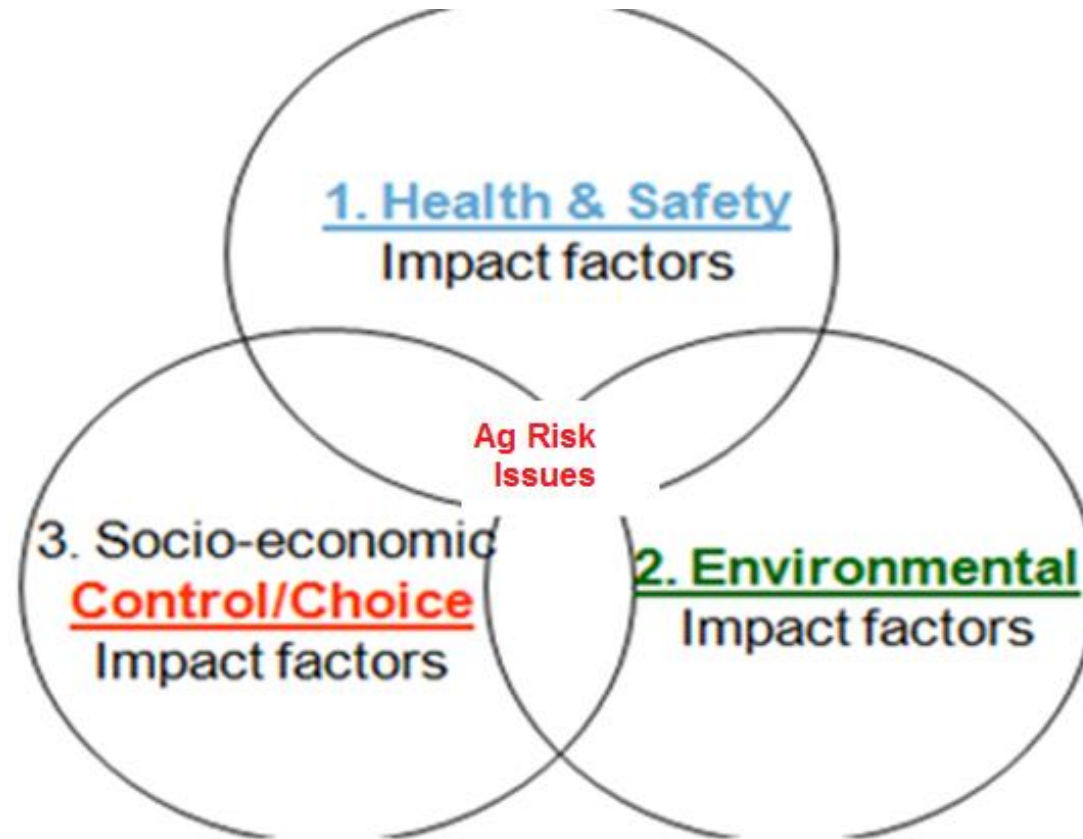 1. Health & Safety
Impact factors
Ag Risk
Issues
3. Socio-economic
Control/Choice
Impact factors
2. Environmental
Impact factors